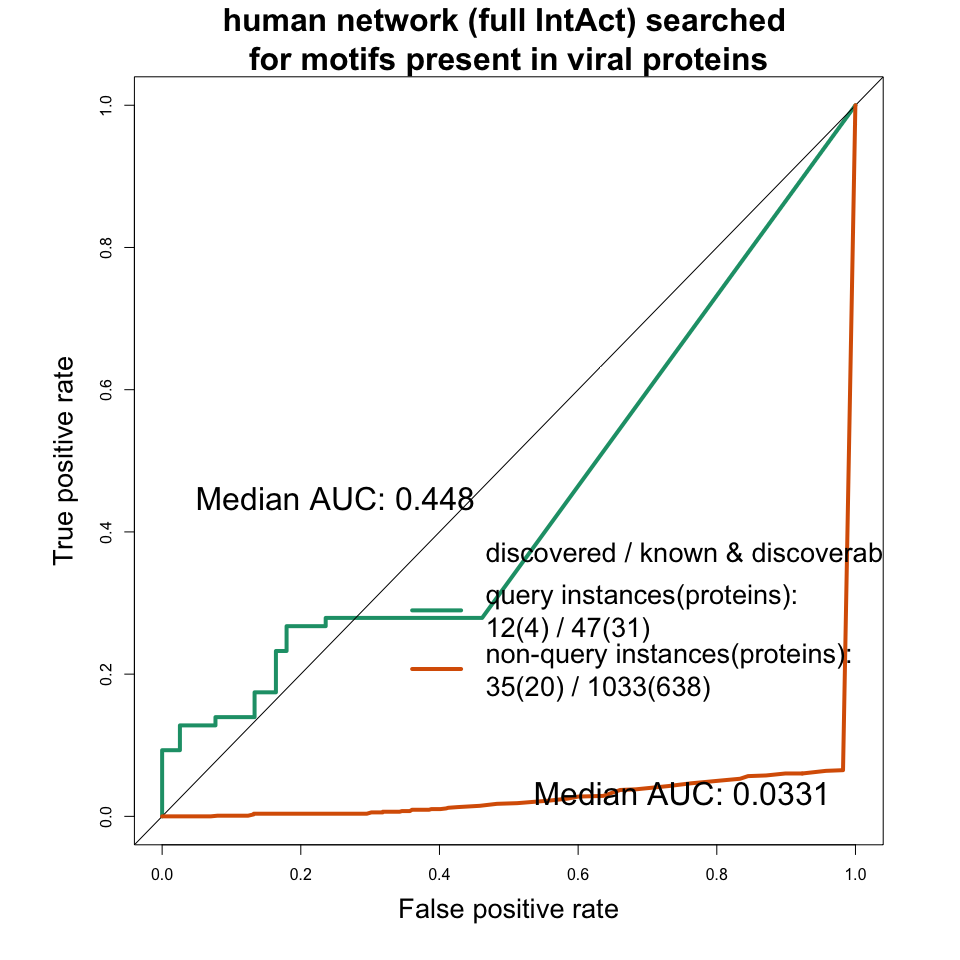 human network (full IntAct) searched
for motifs present in viral proteins
True positive rate
1.0
0.8
0.6
0.4
0.2
0.0
Median AUC: 0.448
discovered / known & discoverab
query instances(proteins):
12(4) / 47(31)
non-query instances(proteins):
35(20) / 1033(638)
Median AUC: 0.0331
0.0 0.2 0.4 0.6 0.8 1.0
False positive rate